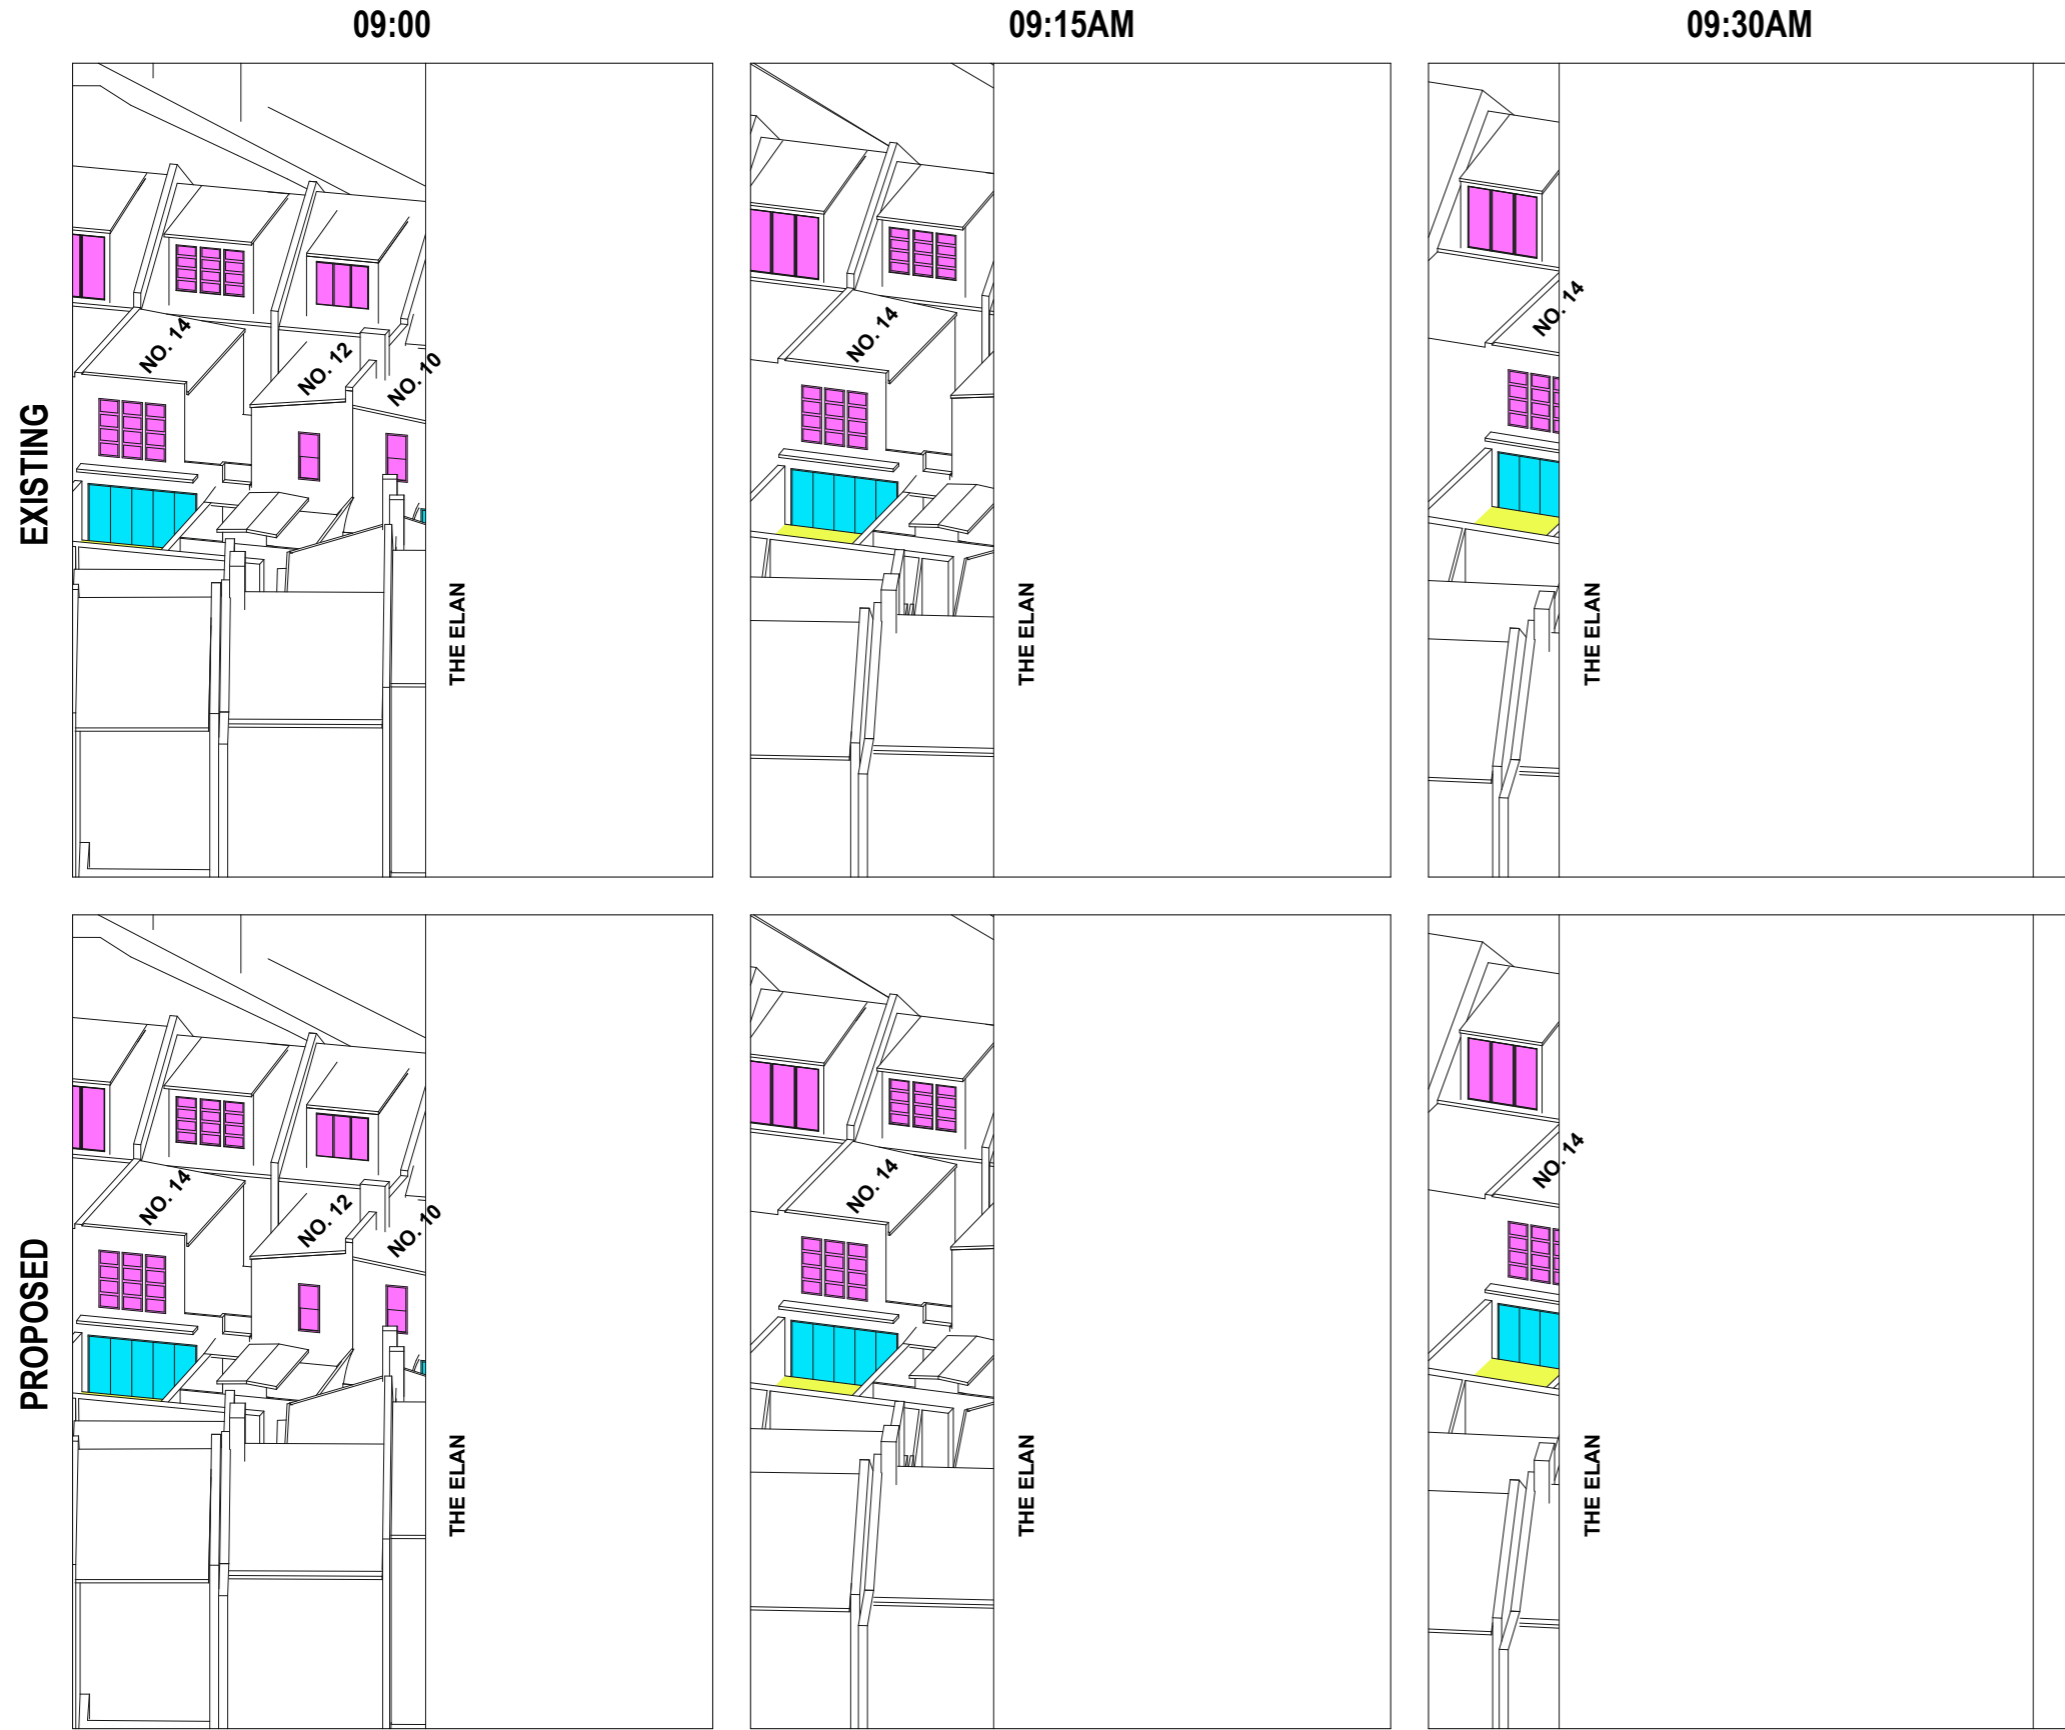 09:00
09:15AM
09:30AM
EXISTING
NO. 14
NO. 12
NO. 10
THE ELAN
NO. 14
THE ELAN
NO. 14
THE ELAN
PROPOSED
NO. 14
NO. 12
NO. 10
THE ELAN
NO. 14
THE ELAN
NO. 14
THE ELAN